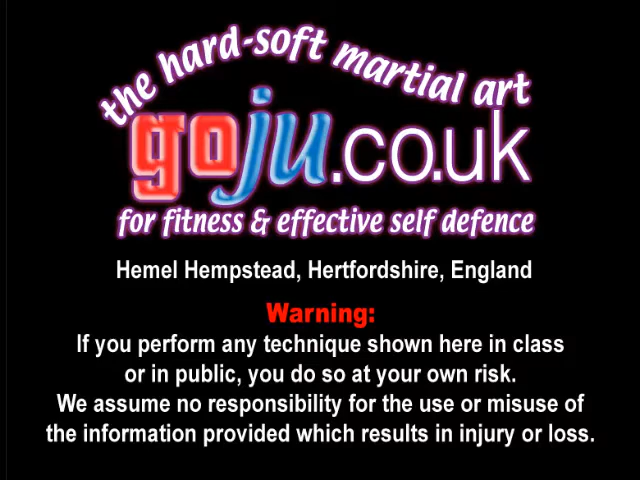 the hard-soft martial art
goju.co.uk
for fitness & effective self defence
Hemel Hempstead, Hertfordshire, England
Warning:
If you perform any technique shown here in class
or in public, you do so at your own risk.
We assume no responsibility for the use or misuse of
the information provided which results in injury or loss.